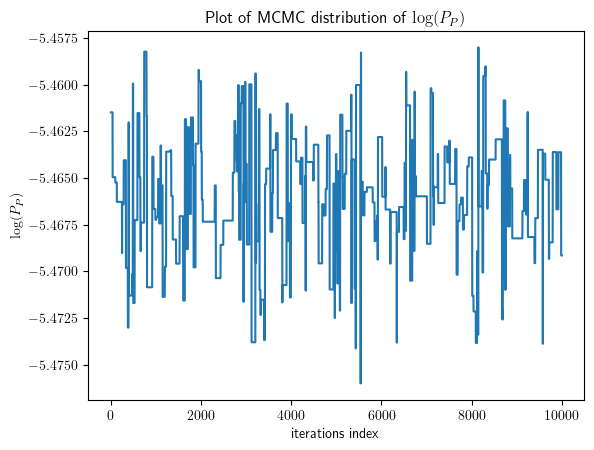 Plot of MCMC distribution of log(P_P)
−5.4575
−5.4600
−5.4625
−5.4650
−5.4675
−5.4700
−5.4725
−5.4750
log(P_P)
0 2000 4000 6000 8000 10000
iterations index